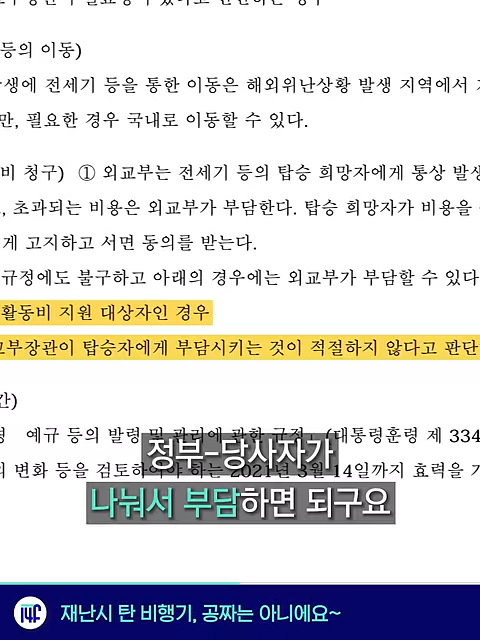 등의 이동)
생에 전세기 등을 통한 이동은 해외위난상황 발생 지역에서
만, 필요한 경우 국내로 이동할 수 있다.
비 청구) ① 외교부는 전세기 등의 탑승 희망자에게 통상 발생
, 초과되는 비용은 외교부가 부담한다. 탑승 희망자가 비용을
게 고지하고 서면 동의를 받는다.
규정에도 불구하고 아래의 경우에는 외교부가 부담할 수 있다
활동비 지원 대상자인 경우
교부장관이 탑승자에게 부담시키는 것이 적절하지 않다고 판단
간)
령 예규 등의 발령 및 관리에 관한 규정」(대통령훈령 제 334
의 변화 등을 검토하여야 하는 2021년 3월 14일까지 효력을
정부-당사자가
나눠서 부담하면 되구요
14F 재난시 탄 비행기, 공짜는 아니에요~